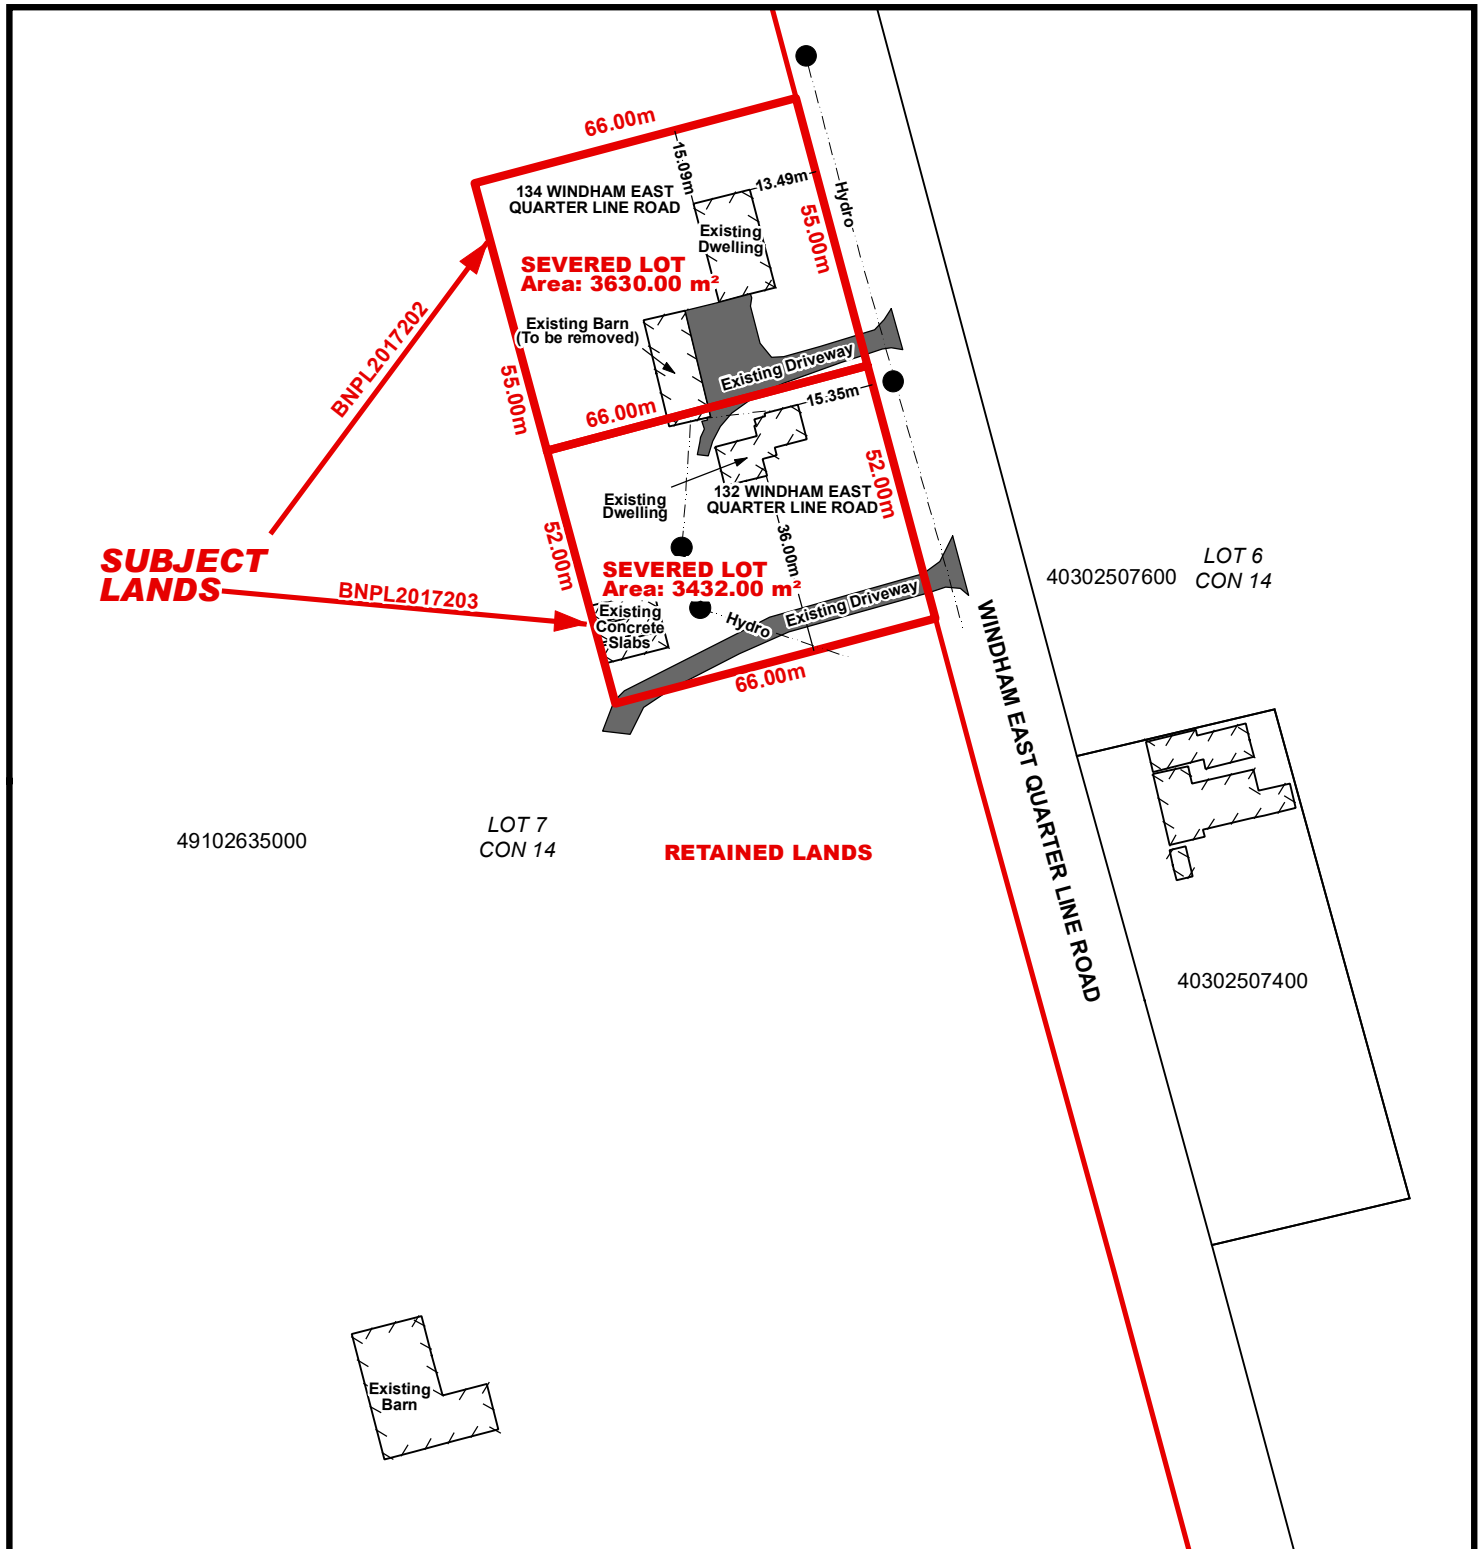 66.00m
15.09m
13.49m
Hydro
134 WINDHAM EAST
QUARTER LINE ROAD
55.00m
Existing
Dwelling
SEVERED LOT
Area: 3630.00 m²
Existing Barn
(To be removed)
BNPL2017202
Existing Driveway
55.00m
66.00m
15.35m
52.00m
Existing
Dwelling
132 WINDHAM EAST
QUARTER LINE ROAD
52.00m
36.00m
SUBJECT
LANDS
BNPL2017203
SEVERED LOT
Area: 3432.00 m²
Existing Driveway
Existing
Concrete
Slabs
Hydro
66.00m
40302507600
LOT 6
CON 14
WINDHAM EAST QUARTER LINE ROAD
49102635000
LOT 7
CON 14
RETAINED LANDS
40302507400
Existing
Barn